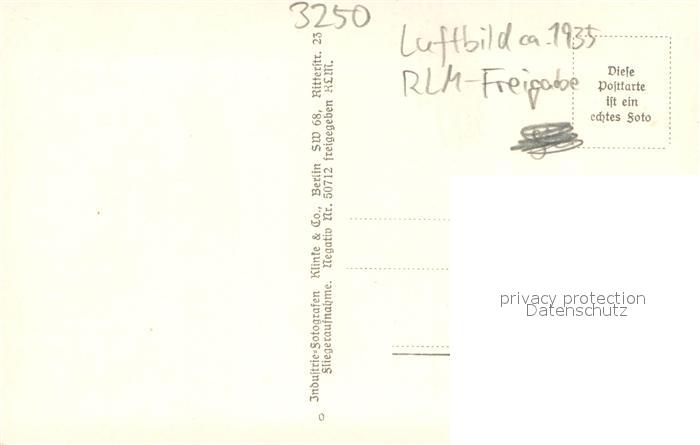 3250
Luftbild ca. 1935
RLM-Freigabe
Dieſe
Poſtkarte
iſt ein
echtes Foto
Induſtrie-Fotografen Klinke & Co., Berlin SW 68, Ritterſtr. 23
Fliegeraufnahme. Negativ Nr. 50712 freigegeben RLM.
privacy protection
Datenschutz